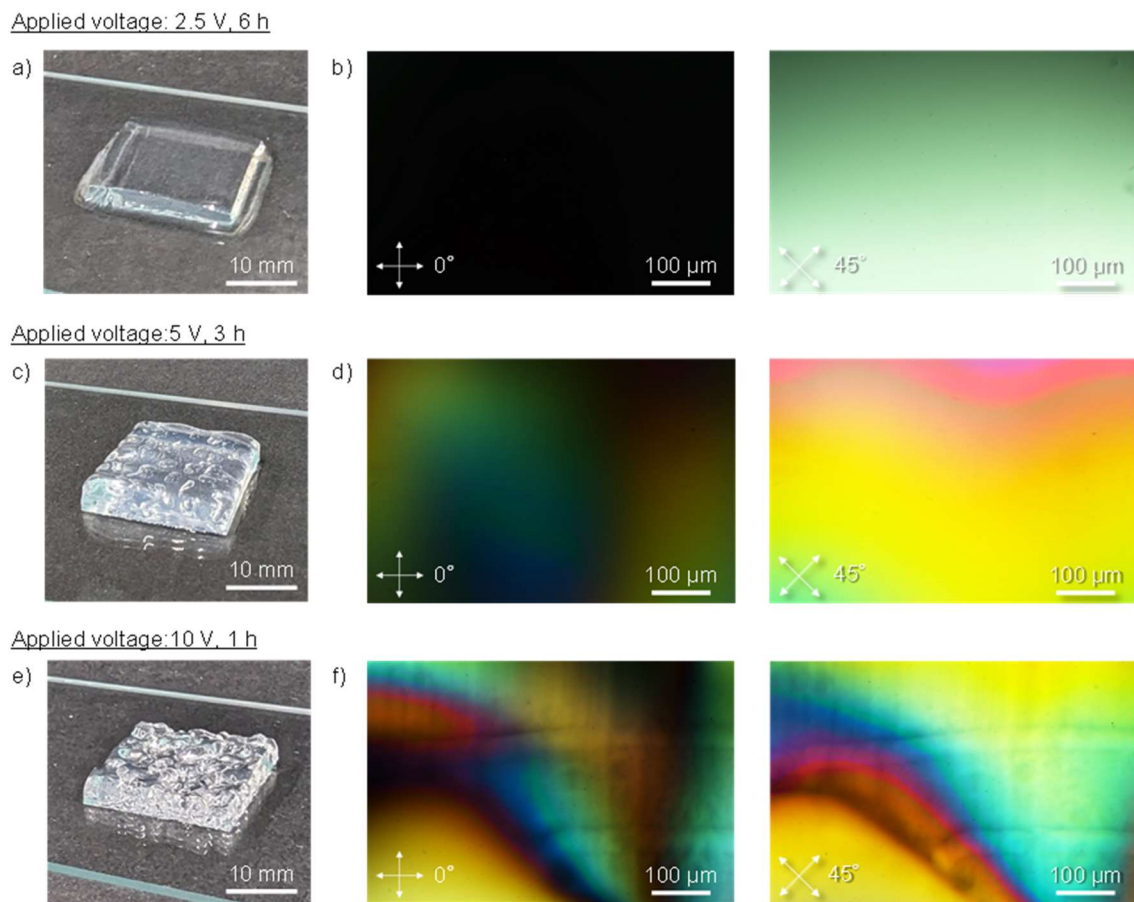 Applied voltage: 2.5 V, 6 h
a)
10 mm
b)
0°
100 µm
45°
100 µm
Applied voltage:5 V, 3 h
c)
10 mm
d)
0°
100 µm
45°
100 µm
Applied voltage:10 V, 1 h
e)
10 mm
f)
0°
100 µm
45°
100 µm